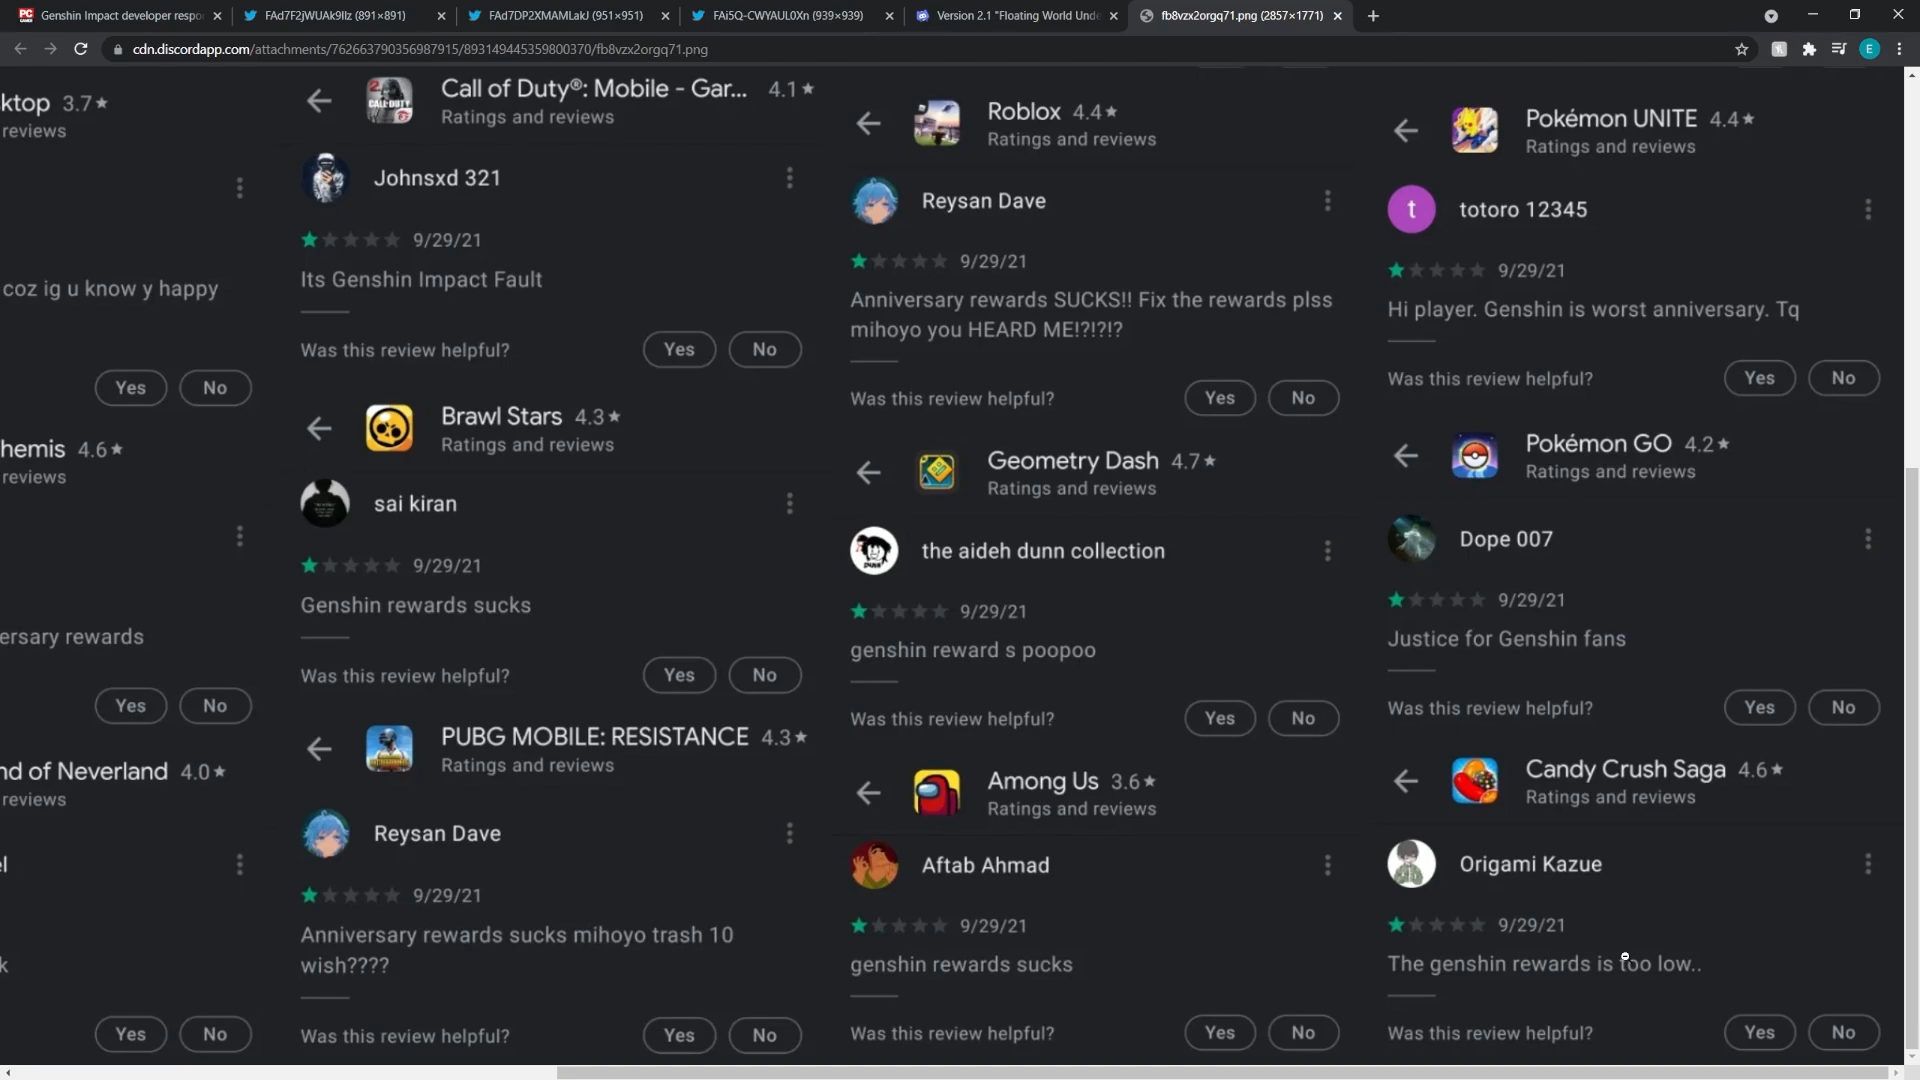 Genshin Impact developer respo
FAd7F2jWUAk9Ilz (891×891)
FAd7DP2XMAMLakJ (951×951)
FAi5Q-CWYAUL0Xn (939×939)
Version 2.1 "Floating World Unde
fb8vzx2orgq71.png (2857×1771)
cdn.discordapp.com/attachments/762663790356987915/893149445359800370/fb8vzx2orgq71.png
E
ktop 3.7★
reviews
coz ig u know y happy
Yes No
hemis 4.6★
reviews
ersary rewards
Yes No
nd of Neverland 4.0★
reviews
el
k
Yes No
Call of Duty®: Mobile - Gar... 4.1★
Ratings and reviews
Johnsxd 321
9/29/21
Its Genshin Impact Fault
Was this review helpful? Yes No
Brawl Stars 4.3★
Ratings and reviews
sai kiran
9/29/21
Genshin rewards sucks
Was this review helpful? Yes No
PUBG MOBILE: RESISTANCE 4.3★
Ratings and reviews
Reysan Dave
9/29/21
Anniversary rewards sucks mihoyo trash 10
wish????
Was this review helpful? Yes No
Roblox 4.4★
Ratings and reviews
Reysan Dave
9/29/21
Anniversary rewards SUCKS!! Fix the rewards plss
mihoyo you HEARD ME!?!?!?
Was this review helpful? Yes No
Geometry Dash 4.7★
Ratings and reviews
the aideh dunn collection
9/29/21
genshin reward s poopoo
Was this review helpful? Yes No
Among Us 3.6★
Ratings and reviews
Aftab Ahmad
9/29/21
genshin rewards sucks
Was this review helpful? Yes No
Pokémon UNITE 4.4★
Ratings and reviews
t
totoro 12345
9/29/21
Hi player. Genshin is worst anniversary. Tq
Was this review helpful? Yes No
Pokémon GO 4.2★
Ratings and reviews
Dope 007
9/29/21
Justice for Genshin fans
Was this review helpful? Yes No
Candy Crush Saga 4.6★
Ratings and reviews
Origami Kazue
9/29/21
The genshin rewards is too low..
Was this review helpful? Yes No